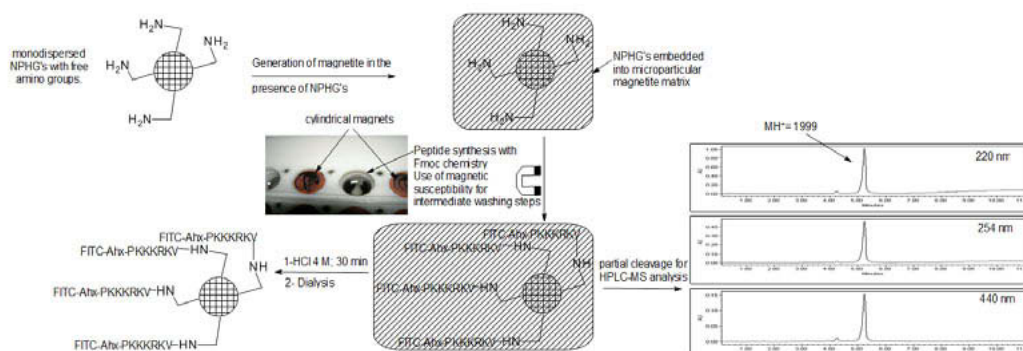 monodispersed
NPHG's with free
amino groups.
H₂N
H₂N
NH₂
H₂N
Generation of magnetite in the
presence of NPHG's
H₂N
NH₂
H₂N
H₂N
NPHG's embedded
into microparticular
magnetite matrix
cylindrical magnets
Peptide synthesis with
Fmoc chemistry
Use of magnetic
susceptibility for
intermediate washing steps
MH⁺= 1999
220 nm
254 nm
440 nm
FITC-Ahx-PKKKRKV
FITC-Ahx-PKKKRKV-HN
NH
FITC-Ahx-PKKKRKV-HN
FITC-Ahx-PKKKRKV-HN
1-HCl 4 M; 30 min
2- Dialysis
FITC-Ahx-PKKKRKV
FITC-Ahx-PKKKRKV-HN
NH
FITC-Ahx-PKKKRKV-HN
FITC-Ahx-PKKKRKV-HN
partial cleavage for
HPLC-MS analysis